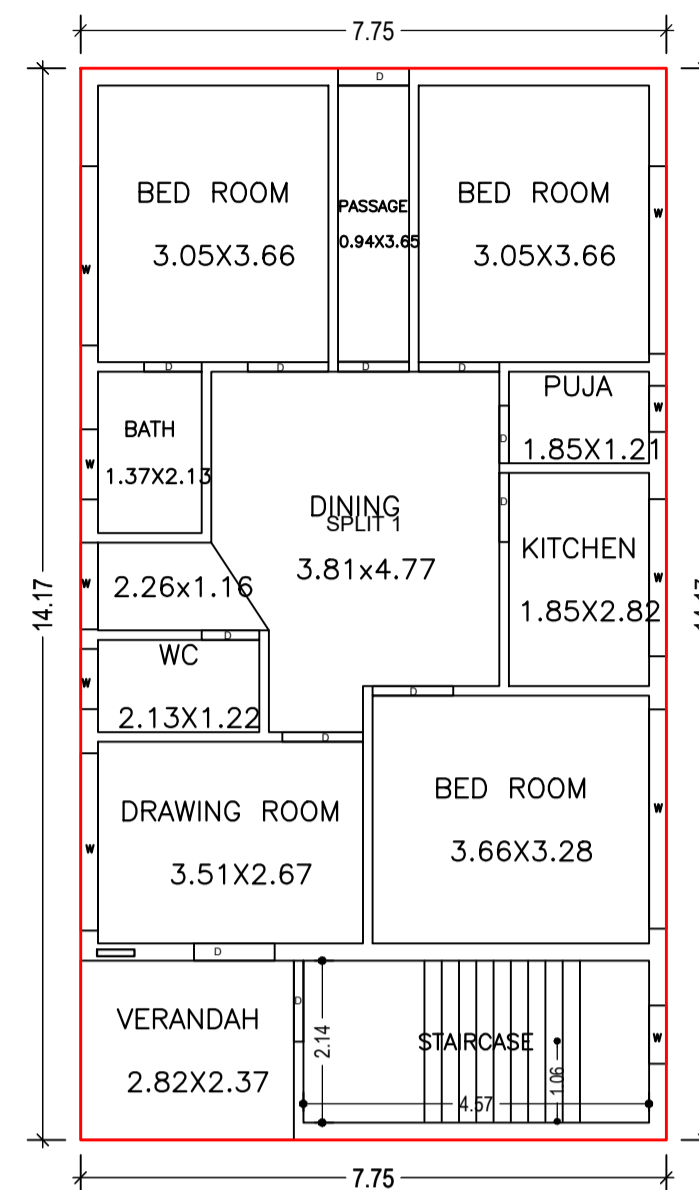 7.75
D
BED ROOM
3.05X3.66
PASSAGE
0.94X3.65
BED ROOM
3.05X3.66
W
W
D
D
D
D
BATH
1.37X2.13
W
PUJA
1.85X1.21
W
D
D
DINING
SPLIT 1
3.81x4.77
KITCHEN
1.85X2.82
W
14.17
2.26x1.16
W
D
WC
2.13X1.22
W
D
D
DRAWING ROOM
3.51X2.67
W
BED ROOM
3.66X3.28
W
D
VERANDAH
2.82X2.37
D
2.14
STAIRCASE
1.06
4.57
W
7.75